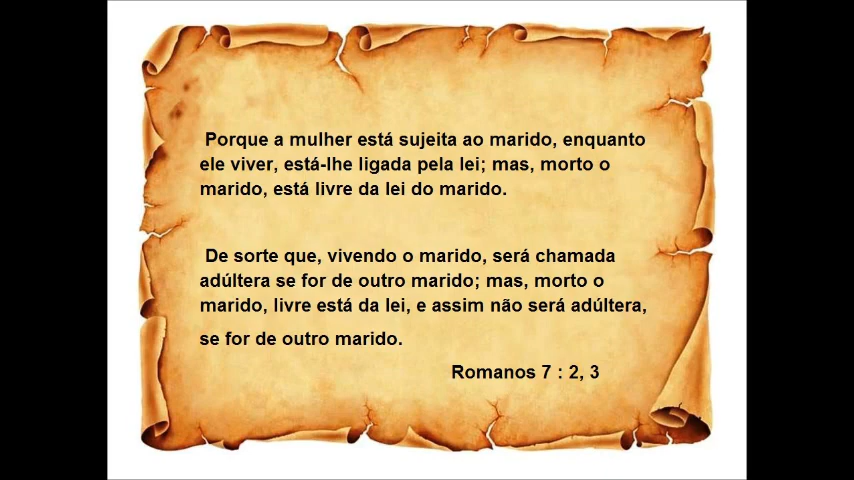 Porque a mulher está sujeita ao marido, enquanto
ele viver, está-lhe ligada pela lei; mas, morto o
marido, está livre da lei do marido.
De sorte que, vivendo o marido, será chamada
adúltera se for de outro marido; mas, morto o
marido, livre está da lei, e assim não será adúltera,
se for de outro marido.
Romanos 7 : 2, 3